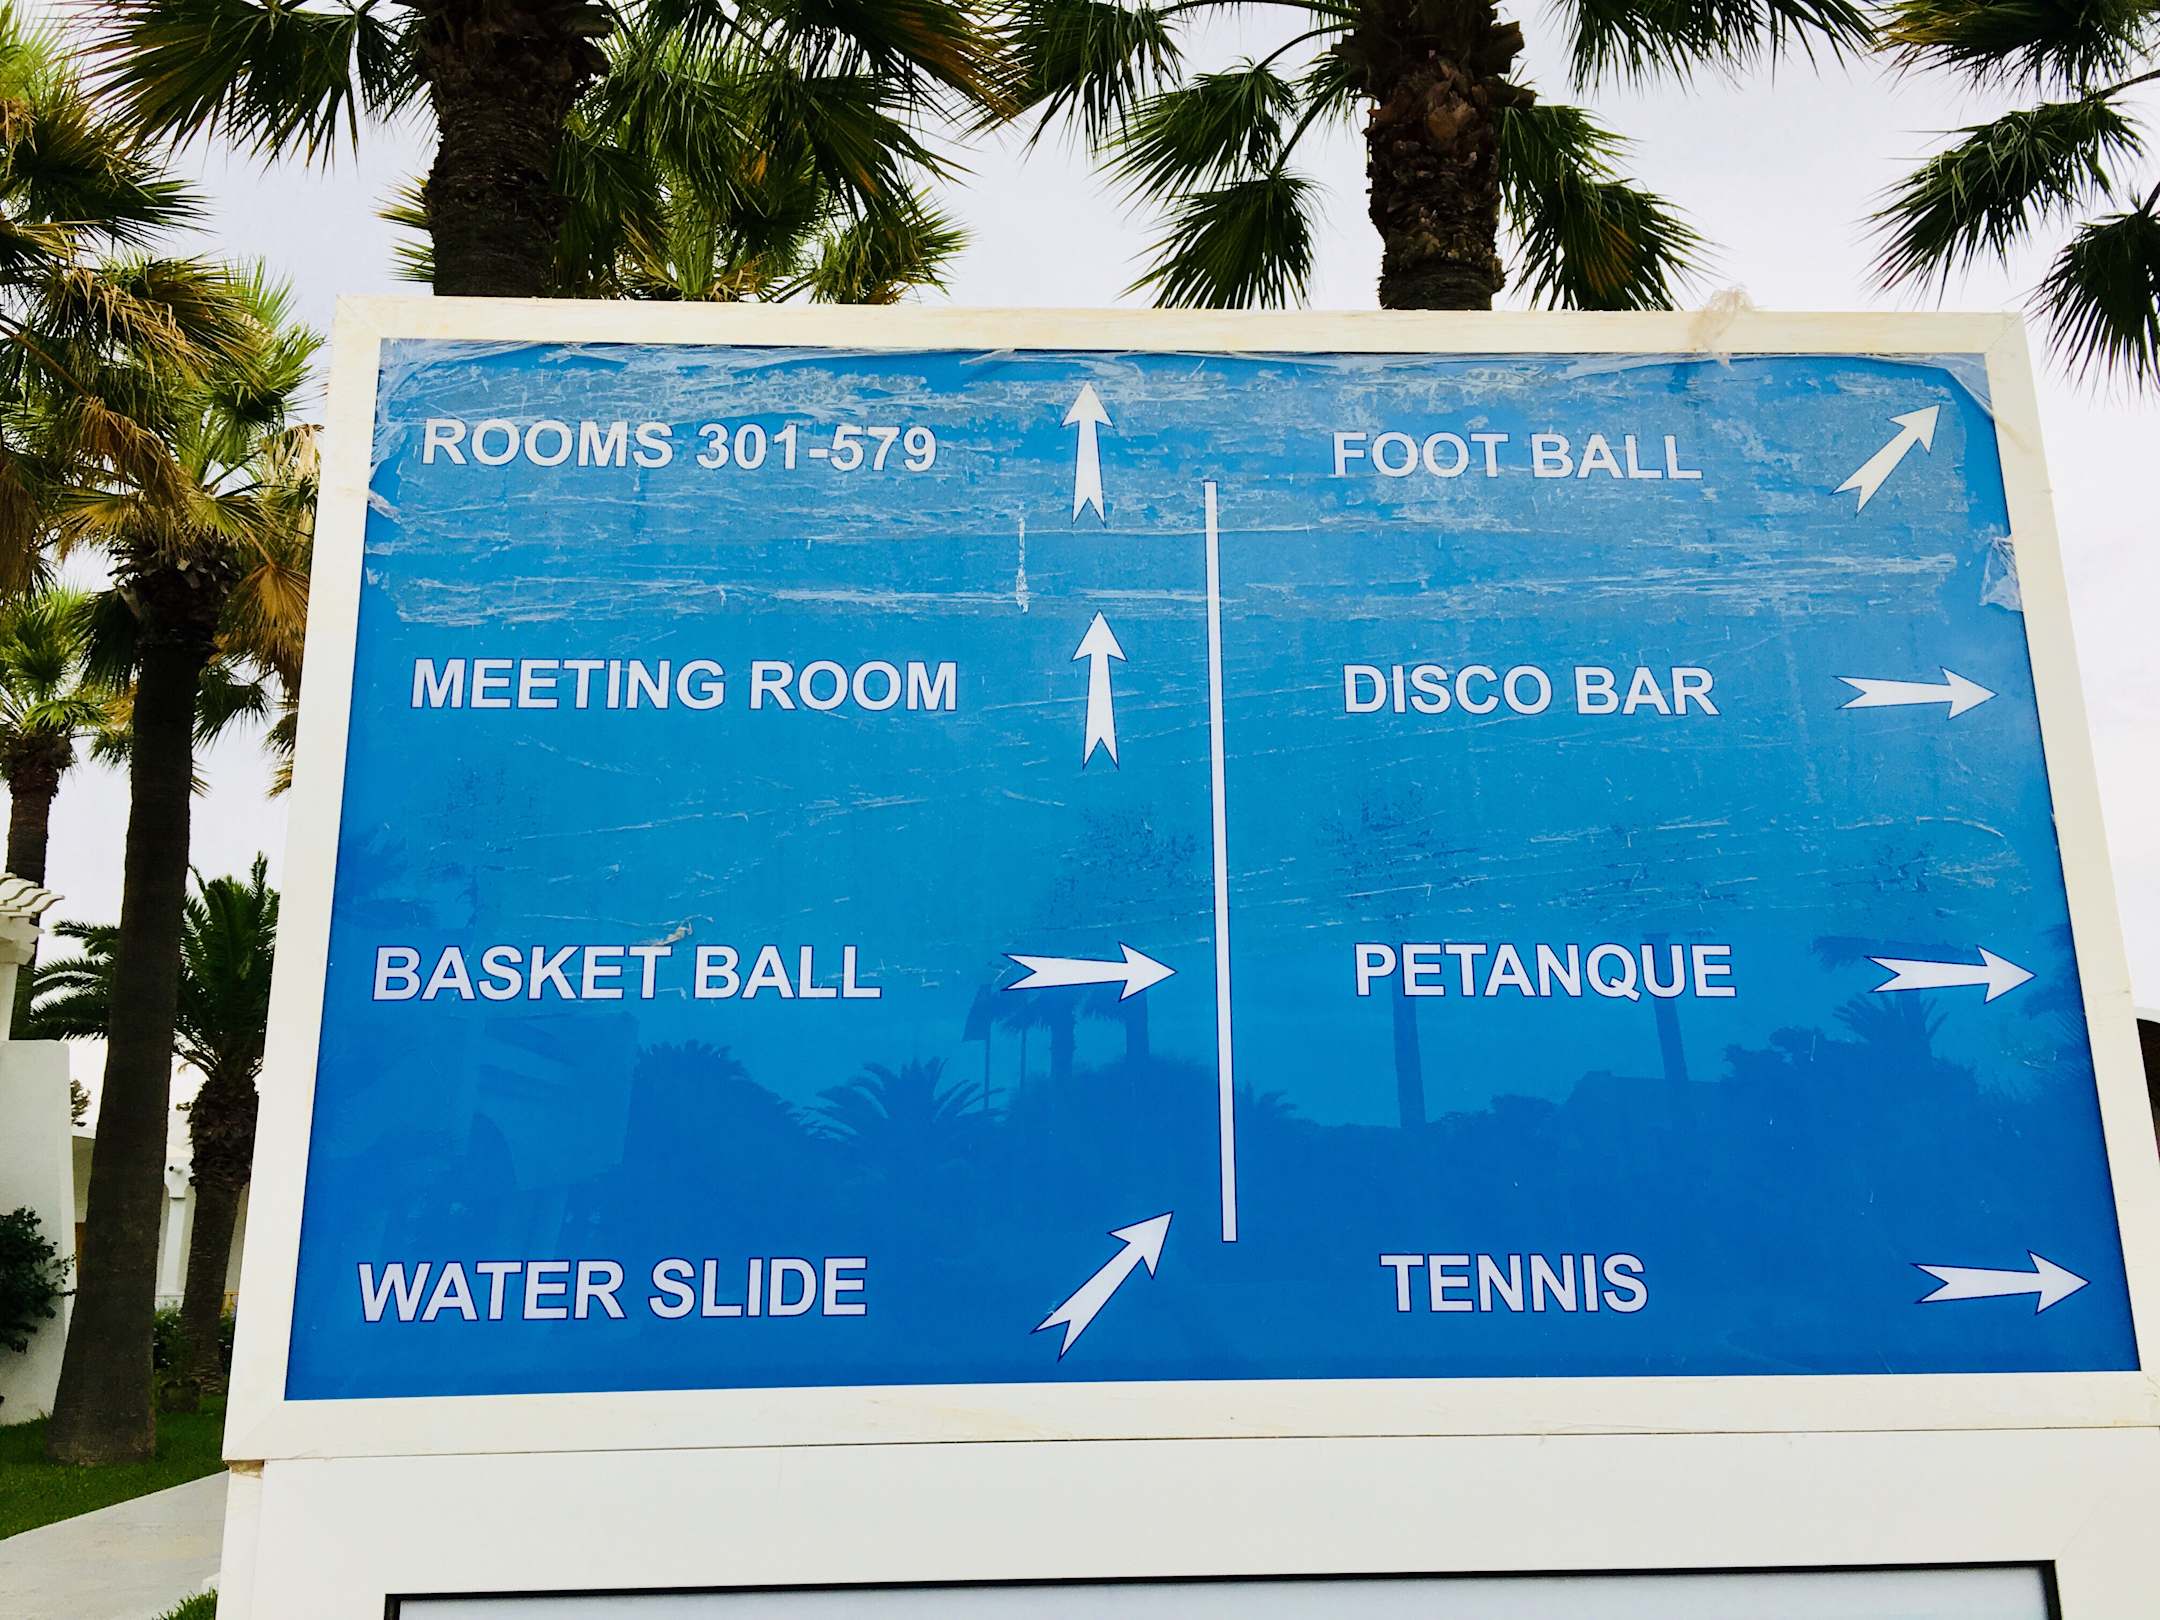 ROOMS 301-579
MEETING ROOM
BASKET BALL
WATER SLIDE
FOOT BALL
DISCO BAR
PETANQUE
TENNIS